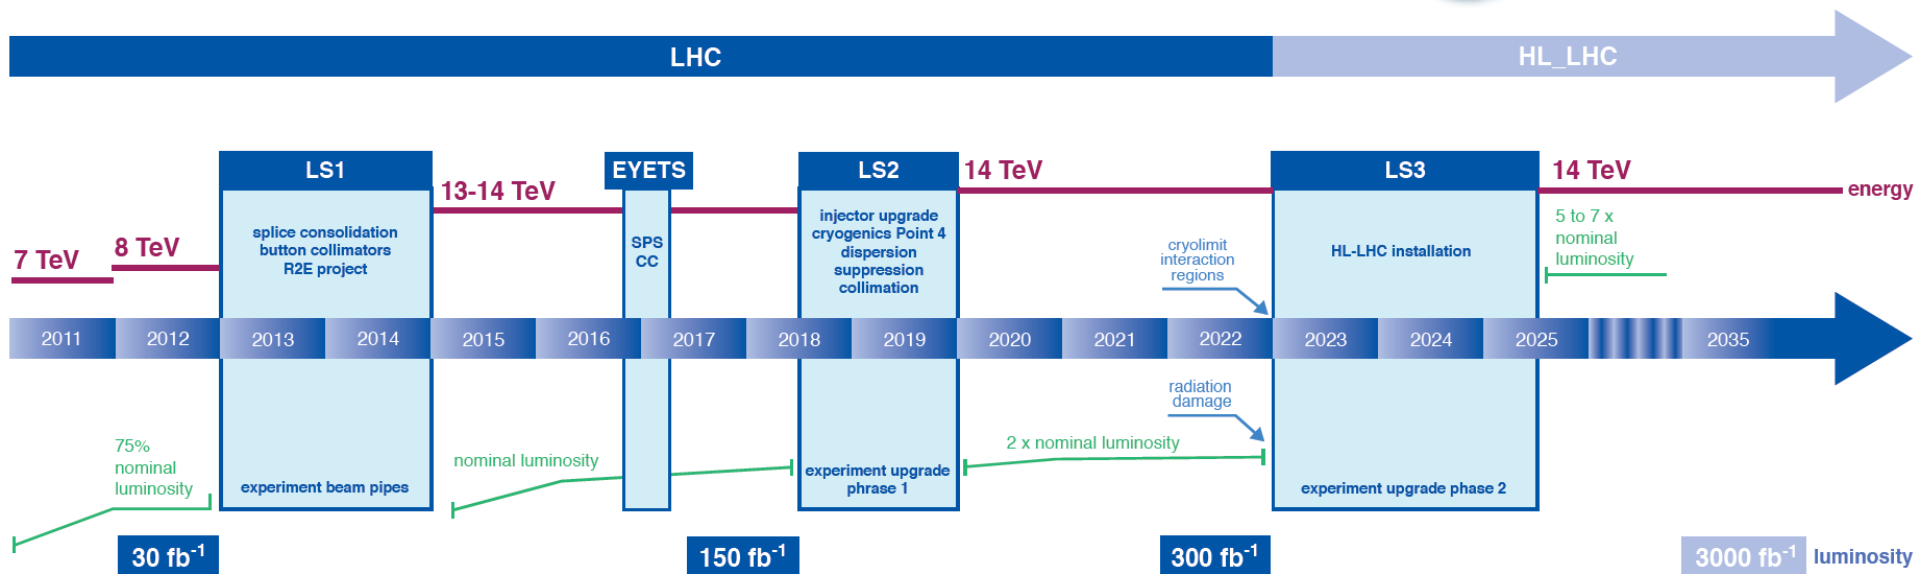 LHC
HL_LHC
LS1
EYETS
LS2
14 TeV
LS3
14 TeV
energy
13-14 TeV
7 TeV
8 TeV
splice consolidation
button collimators
R2E project
SPS
CC
injector upgrade
cryogenics Point 4
dispersion
suppression
collimation
cryolimit
interaction
regions
HL-LHC installation
5 to 7 x
nominal
luminosity
2011
2012
2013
2014
2015
2016
2017
2018
2019
2020
2021
2022
2023
2024
2025
2035
75%
nominal
luminosity
experiment beam pipes
nominal luminosity
experiment upgrade
phrase 1
2 x nominal luminosity
radiation
damage
experiment upgrade phase 2
30 fb-1
150 fb-1
300 fb-1
3000 fb-1
luminosity